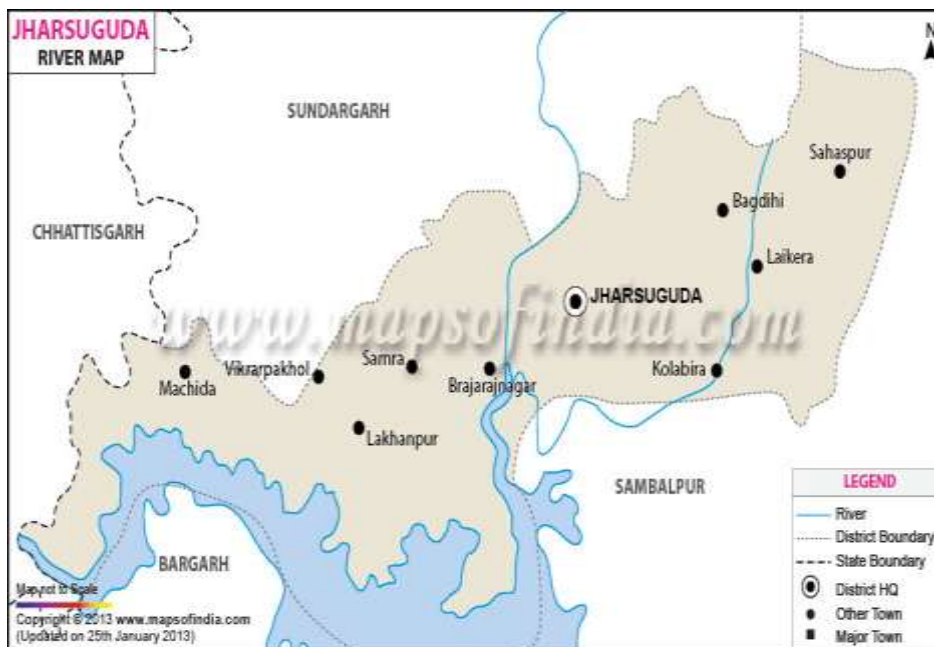 JHARSUGUDA
RIVER MAP
N
SUNDARGARH
Sahaspur
Bagdihi
CHHATTISGARH
Laikera
JHARSUGUDA
www.mapsofindia.com
Samra
Vikrarpakhol
Machida
Brajarajnagar
Kolabira
Lakhanpur
SAMBALPUR
BARGARH
LEGEND
River
District Boundary
State Boundary
District HQ
Other Town
Major Town
Map not to Scale
Copyright © 2013 www.mapsofindia.com
(Updated on 25th January 2013)